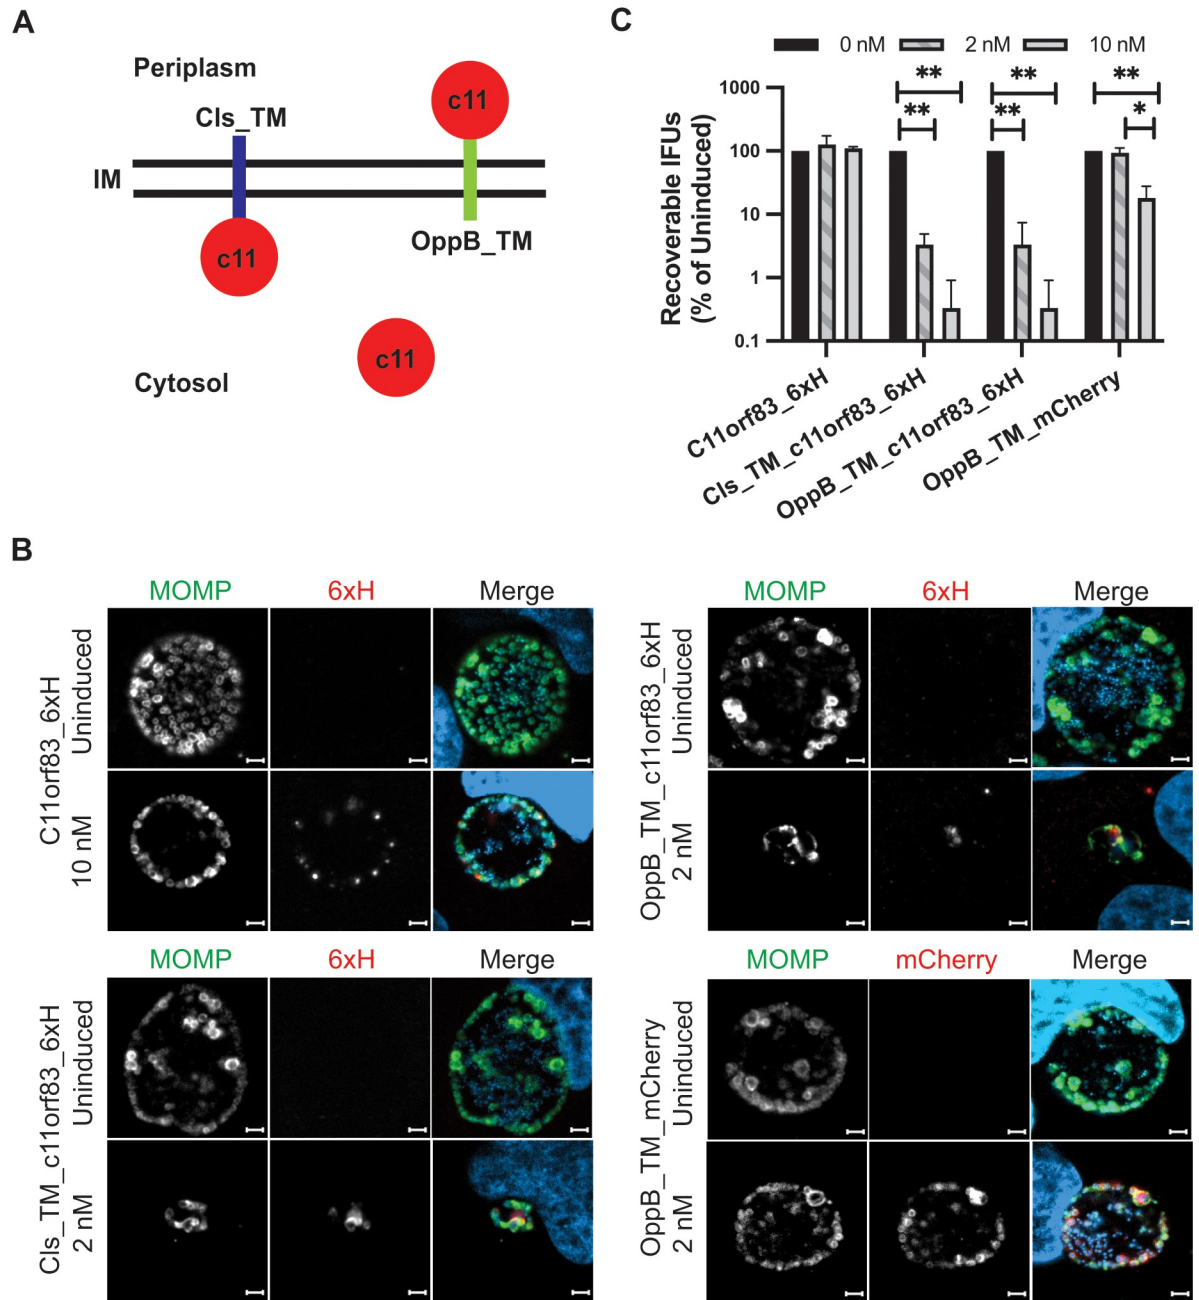 A
Periplasm
c11
Cls_TM
IM
c11
OppB_TM
c11
Cytosol
C
0 nM 2 nM 10 nM
Recoverable IFUs
(% of Uninduced)
1000
100
10
1
0.1
** **
** **
**
*
C11orf83_6xH
Cls_TM_c11orf83_6xH
OppB_TM_c11orf83_6xH
OppB_TM_mCherry
B
MOMP 6xH Merge
C11orf83_6xH
Uninduced
10 nM
MOMP 6xH Merge
OppB_TM_c11orf83_6xH
Uninduced
2 nM
MOMP 6xH Merge
Cls_TM_c11orf83_6xH
Uninduced
2 nM
MOMP mCherry Merge
OppB_TM_mCherry
Uninduced
2 nM